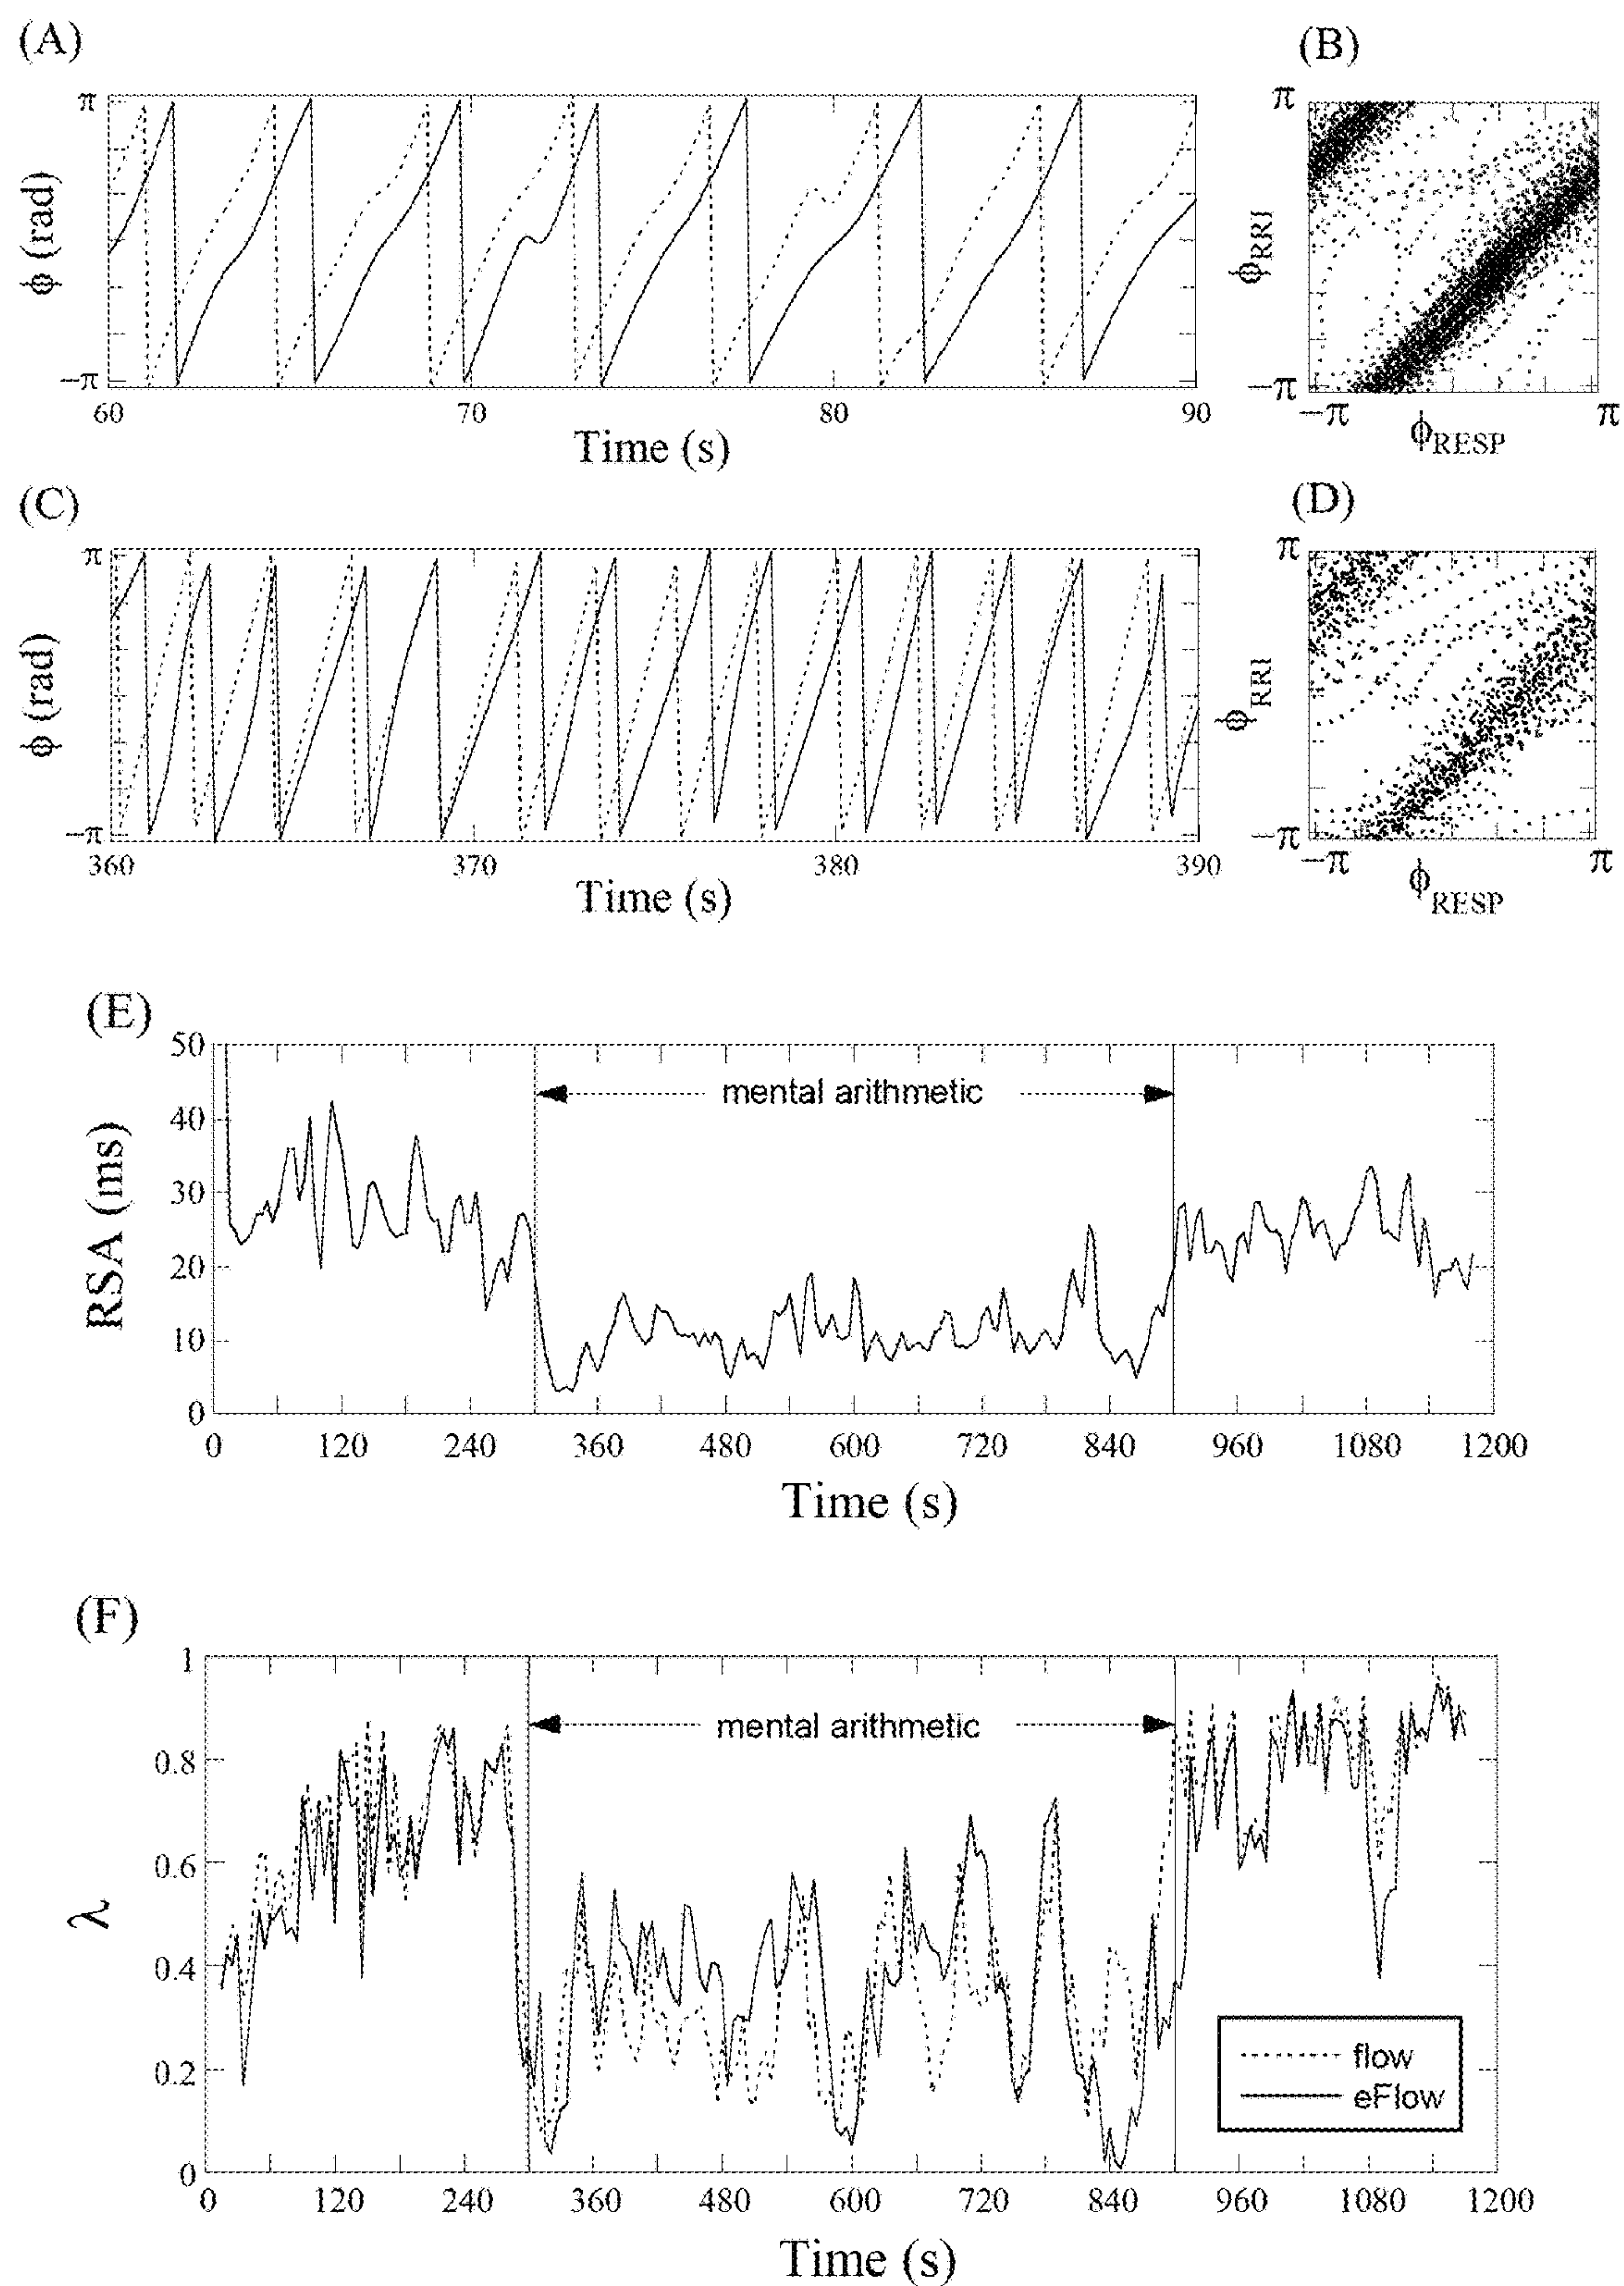 (A)
(B)
π
ϕ (rad)
−π
60
70
80
90
Time (s)
π
ϕRRI
−π
−π
π
ϕRESP
(C)
(D)
π
ϕ (rad)
−π
360
370
380
390
Time (s)
π
ϕRRI
−π
−π
π
ϕRESP
(E)
50
40
30
20
10
0
RSA (ms)
mental arithmetic
0 120 240 360 480 600 720 840 960 1080 1200
Time (s)
(F)
1
0.8
0.6
0.4
0.2
0
λ
mental arithmetic
flow
eFlow
0 120 240 360 480 600 720 840 960 1080 1200
Time (s)